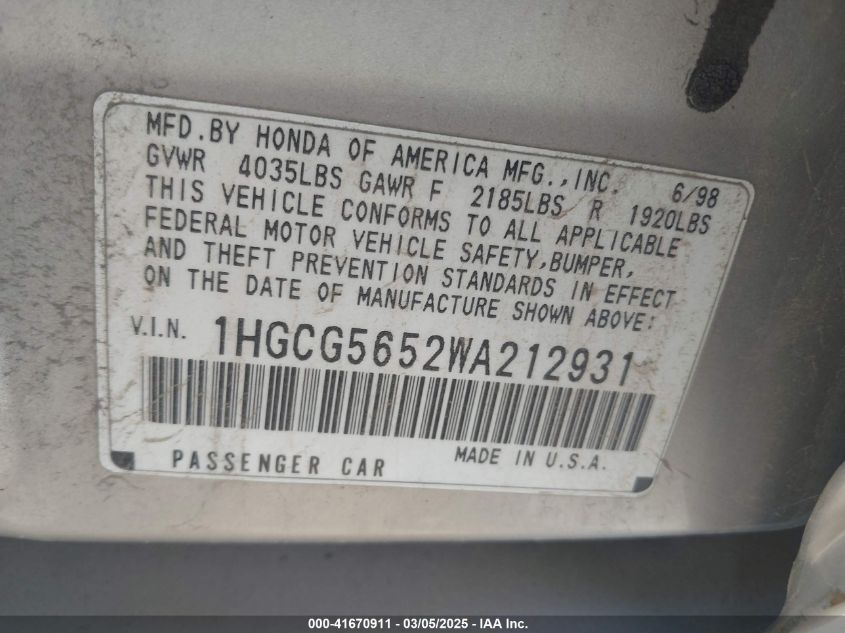 MFD.BY HONDA OF AMERICA MFG.,INC. 6/98
GVWR 4035LBS GAWR F 2185LBS R 1920LBS
THIS VEHICLE CONFORMS TO ALL APPLICABLE
FEDERAL MOTOR VEHICLE SAFETY,BUMPER,
AND THEFT PREVENTION STANDARDS IN EFFECT
ON THE DATE OF MANUFACTURE SHOWN ABOVE:
V.I.N. 1HGCG5652WA212931
PASSENGER CAR MADE IN U.S.A.
000-41670911 - 03/05/2025 - IAA Inc.